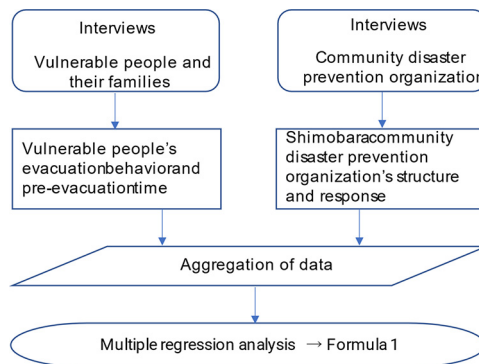 Interviews
Vulnerable people and
their families
Interviews
Community disaster
prevention organization
Vulnerable people's
evacuationbehaviorand
pre-evacuationtime
Shimobaracommunity
disaster prevention
organization's structure
and response
Aggregation of data
Multiple regression analysis → Formula 1